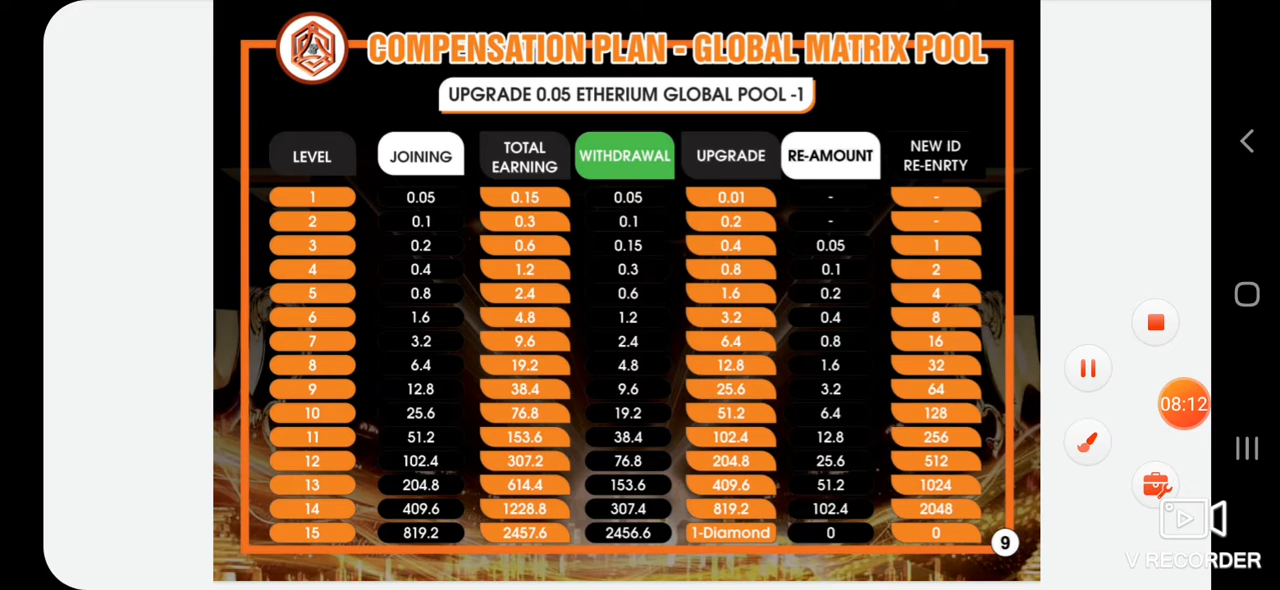 COMPENSATION PLAN - GLOBAL MATRIX POOL
UPGRADE 0.05 ETHERIUM GLOBAL POOL -1
LEVEL JOINING TOTAL EARNING WITHDRAWAL UPGRADE RE-AMOUNT NEW ID RE-ENRTY
1 0.05 0.15 0.05 0.01 - -
2 0.1 0.3 0.1 0.2 - -
3 0.2 0.6 0.15 0.4 0.05 1
4 0.4 1.2 0.3 0.8 0.1 2
5 0.8 2.4 0.6 1.6 0.2 4
6 1.6 4.8 1.2 3.2 0.4 8
7 3.2 9.6 2.4 6.4 0.8 16
8 6.4 19.2 4.8 12.8 1.6 32
9 12.8 38.4 9.6 25.6 3.2 64
10 25.6 76.8 19.2 51.2 6.4 128
11 51.2 153.6 38.4 102.4 12.8 256
12 102.4 307.2 76.8 204.8 25.6 512
13 204.8 614.4 153.6 409.6 51.2 1024
14 409.6 1228.8 307.4 819.2 102.4 2048
15 819.2 2457.6 2456.6 1-Diamond 0 0
9
08:12
V RECORDER